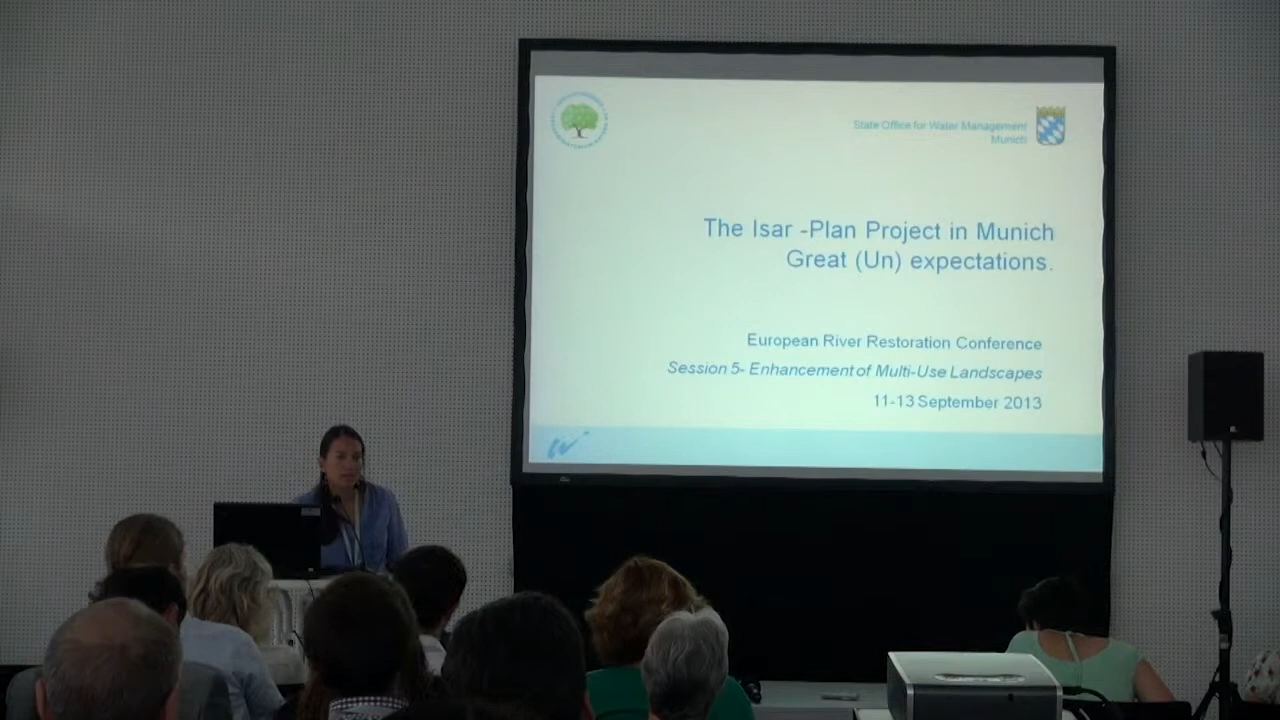 State Office for Water Management
Munich
The Isar -Plan Project in Munich
Great (Un) expectations.
European River Restoration Conference
Session 5- Enhancement of Multi-Use Landscapes
11-13 September 2013